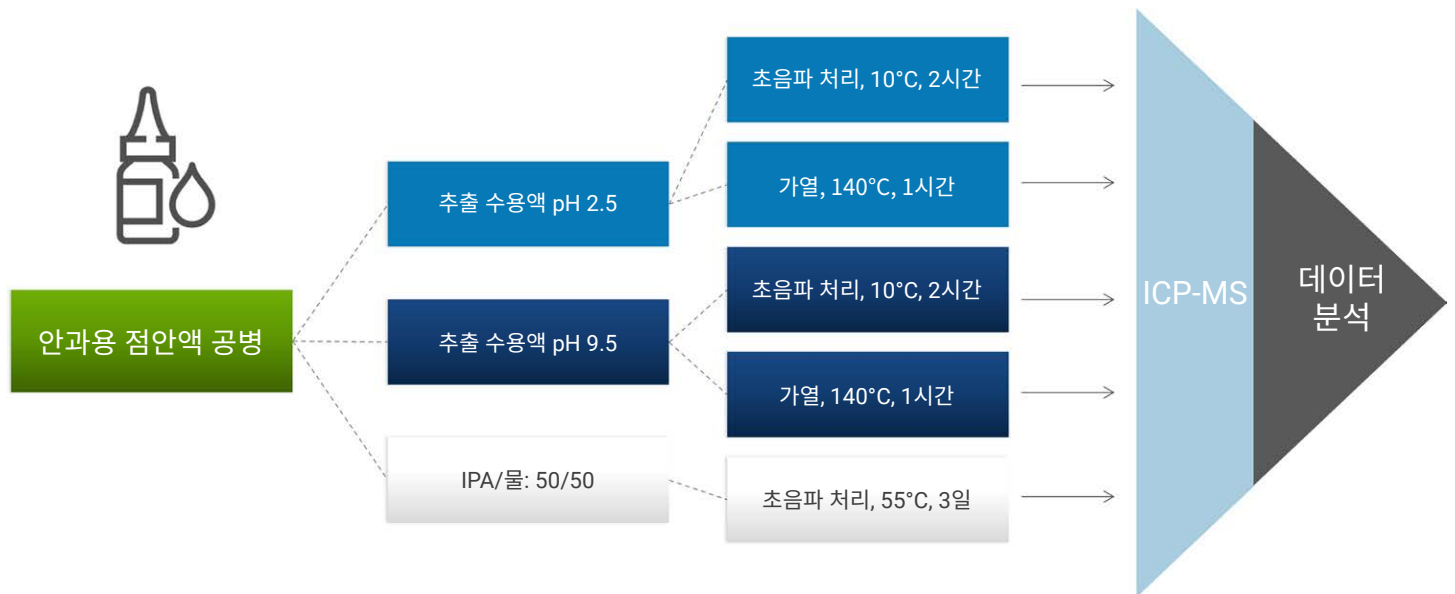 안과용 점안액 공병
추출 수용액 pH 2.5
추출 수용액 pH 9.5
IPA/물: 50/50
초음파 처리, 10°C, 2시간
가열, 140°C, 1시간
초음파 처리, 10°C, 2시간
가열, 140°C, 1시간
초음파 처리, 55°C, 3일
ICP-MS
데이터
분석